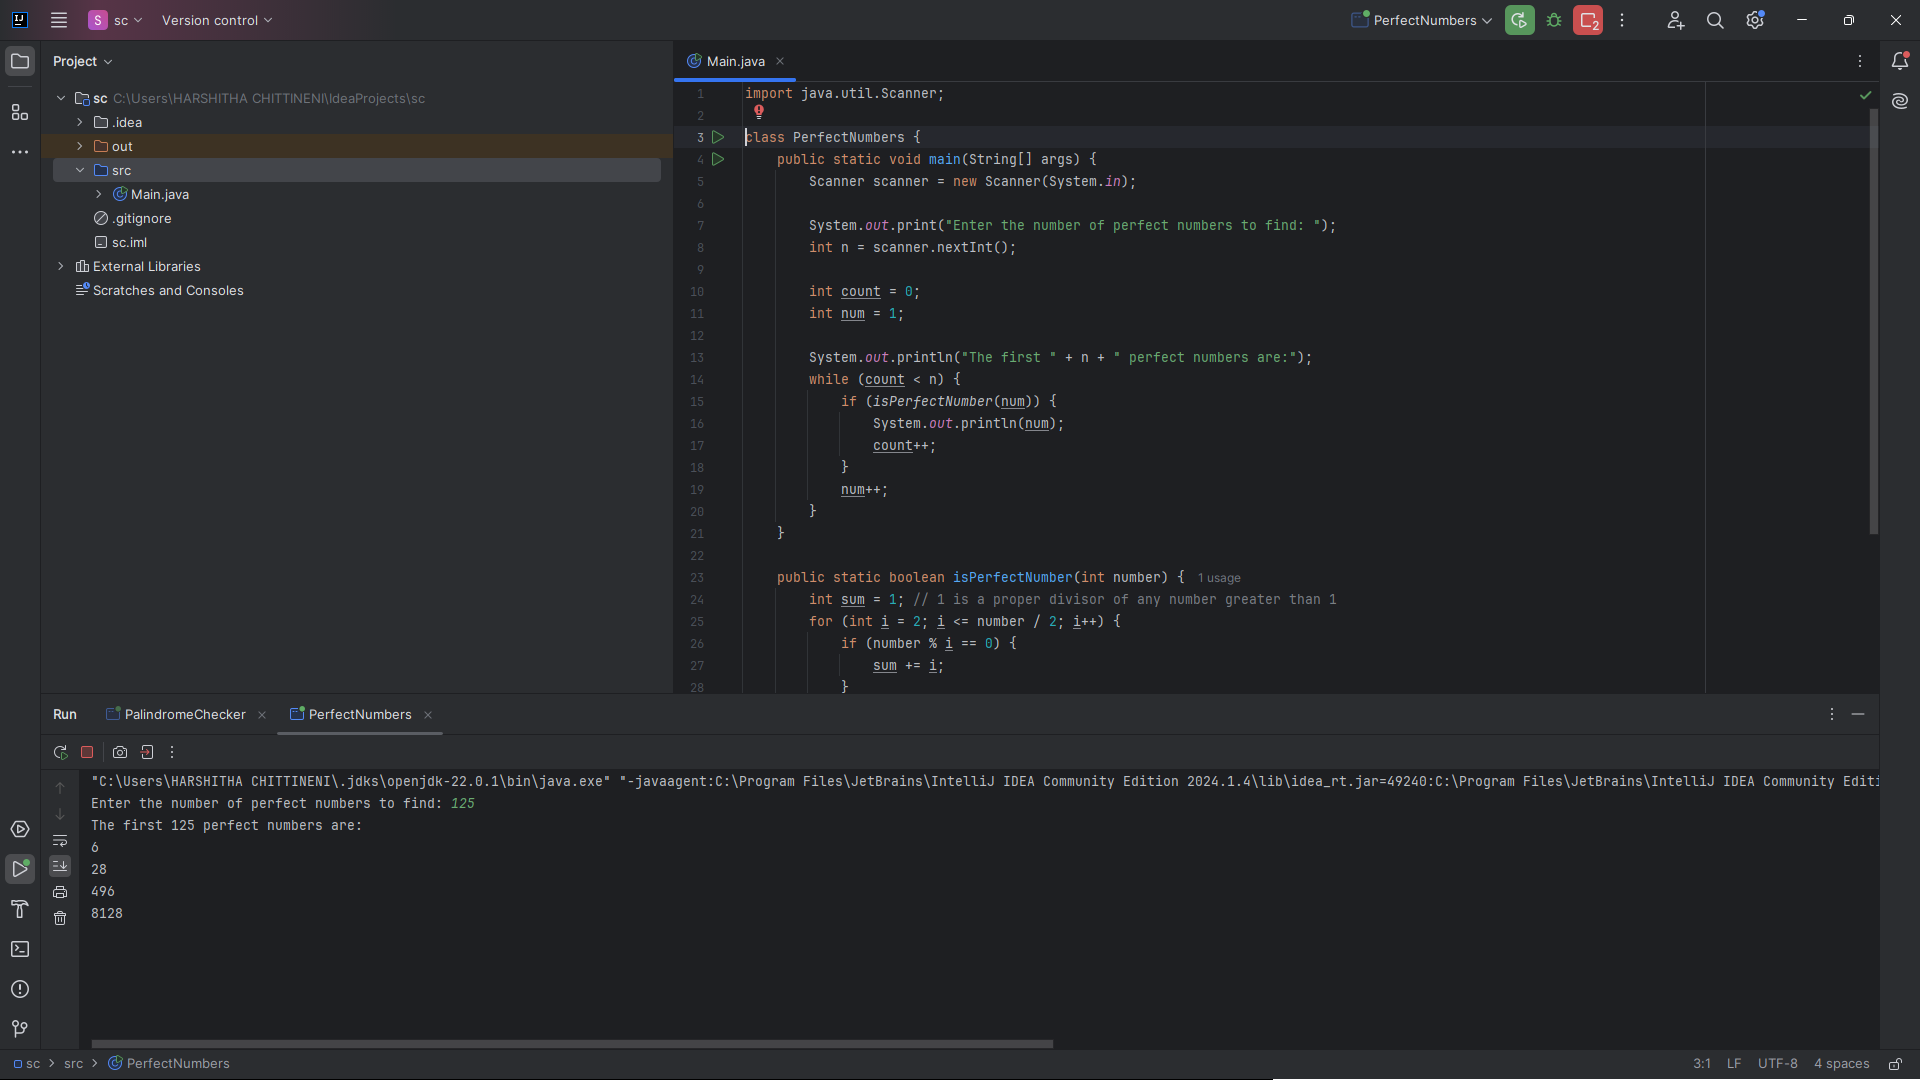 S sc Version control PerfectNumbers 2
Project
Main.java
sc C:\Users\HARSHITHA CHITTINENI\IdeaProjects\sc
.idea
out
src
Main.java
.gitignore
sc.iml
External Libraries
Scratches and Consoles
1 import java.util.Scanner;
2
3 class PerfectNumbers {
4 public static void main(String[] args) {
5 Scanner scanner = new Scanner(System.in);
6
7 System.out.print("Enter the number of perfect numbers to find: ");
8 int n = scanner.nextInt();
9
10 int count = 0;
11 int num = 1;
12
13 System.out.println("The first " + n + " perfect numbers are:");
14 while (count < n) {
15 if (isPerfectNumber(num)) {
16 System.out.println(num);
17 count++;
18 }
19 num++;
20 }
21 }
22
23 public static boolean isPerfectNumber(int number) { 1 usage
24 int sum = 1; // 1 is a proper divisor of any number greater than 1
25 for (int i = 2; i <= number / 2; i++) {
26 if (number % i == 0) {
27 sum += i;
28 }
Run PalindromeChecker PerfectNumbers
"C:\Users\HARSHITHA CHITTINENI\.jdks\openjdk-22.0.1\bin\java.exe" "-javaagent:C:\Program Files\JetBrains\IntelliJ IDEA Community Edition 2024.1.4\lib\idea_rt.jar=49240:C:\Program Files\JetBrains\IntelliJ IDEA Community Editi
Enter the number of perfect numbers to find: 125
The first 125 perfect numbers are:
6
28
496
8128
sc > src > PerfectNumbers 3:1 LF UTF-8 4 spaces